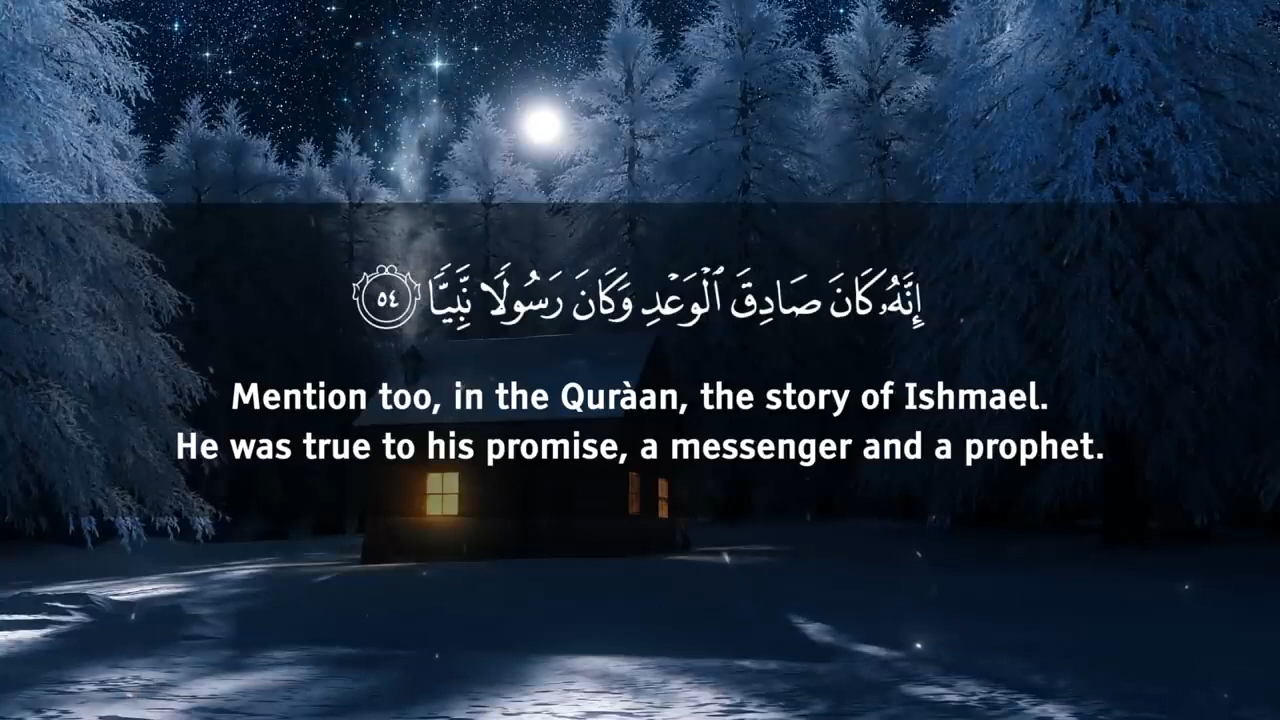 إِنَّهُۥ كَانَ صَادِقَ ٱلْوَعْدِ وَكَانَ رَسُولًا نَّبِيًّا ٥٤
Mention too, in the Quràan, the story of Ishmael.
He was true to his promise, a messenger and a prophet.